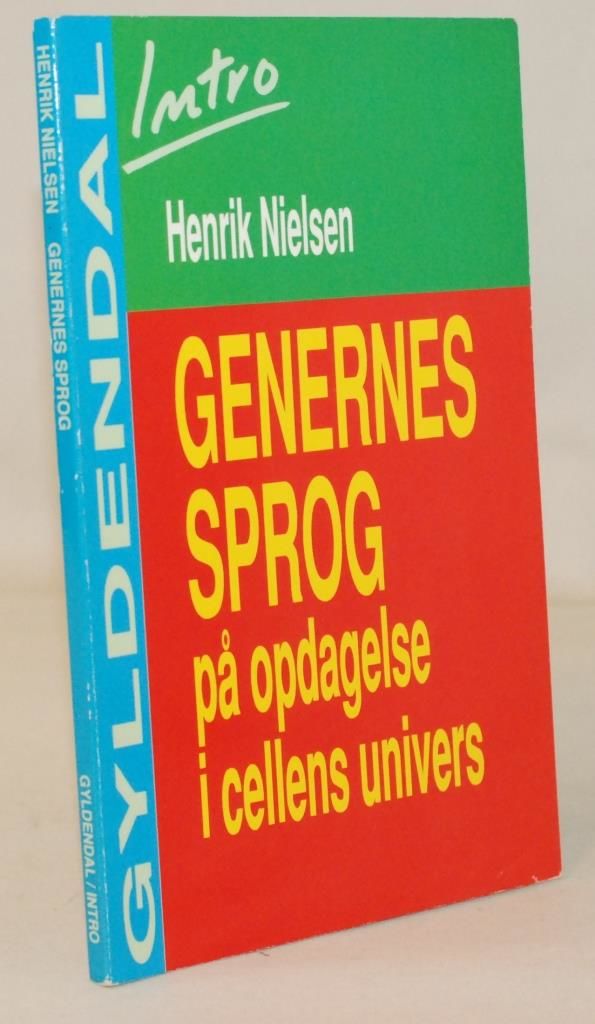 HENRIK NIELSEN GENERNES SPROG
GYLDENDAL / INTRO
GYLDENDAL
Intro
Henrik Nielsen
GENERNES
SPROG
på opdagelse
i cellens univers